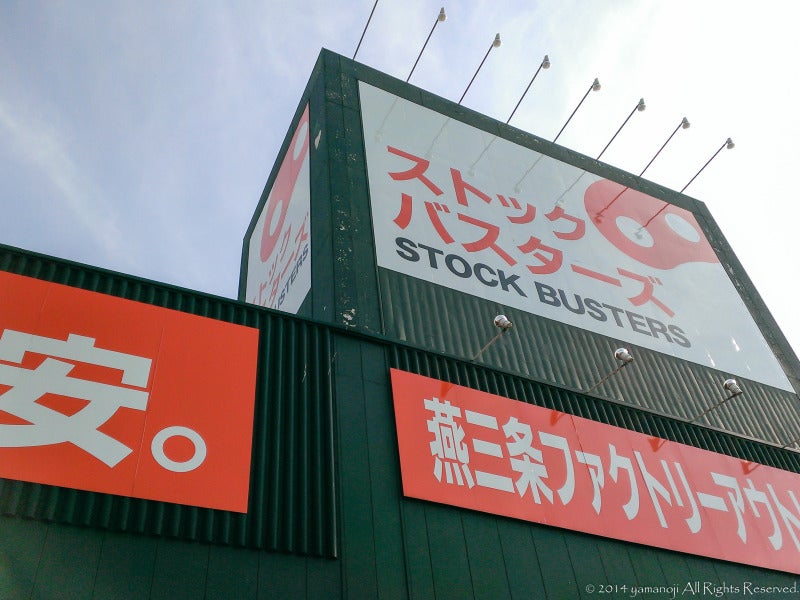 ストック
バスターズ
STOCK BUSTERS
安。
燕三条ファクトリーアウト
© 2014 yamanoji All Rights Reserved.